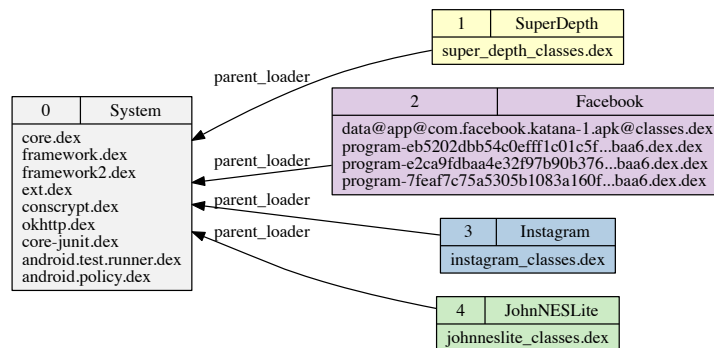 1 SuperDepth
super_depth_classes.dex
parent_loader
2 Facebook
data@app@com.facebook.katana-1.apk@classes.dex
program-eb5202dbb54c0efff1c01c5f...baa6.dex.dex
program-e2ca9fdbaa4e32f97b90b376...baa6.dex.dex
program-7feaf7c75a5305b1083a160f...baa6.dex.dex
parent_loader
0 System
core.dex
framework.dex
framework2.dex
ext.dex
conscrypt.dex
okhttp.dex
core-junit.dex
android.test.runner.dex
android.policy.dex
parent_loader
3 Instagram
instagram_classes.dex
parent_loader
4 JohnNESLite
johnneslite_classes.dex